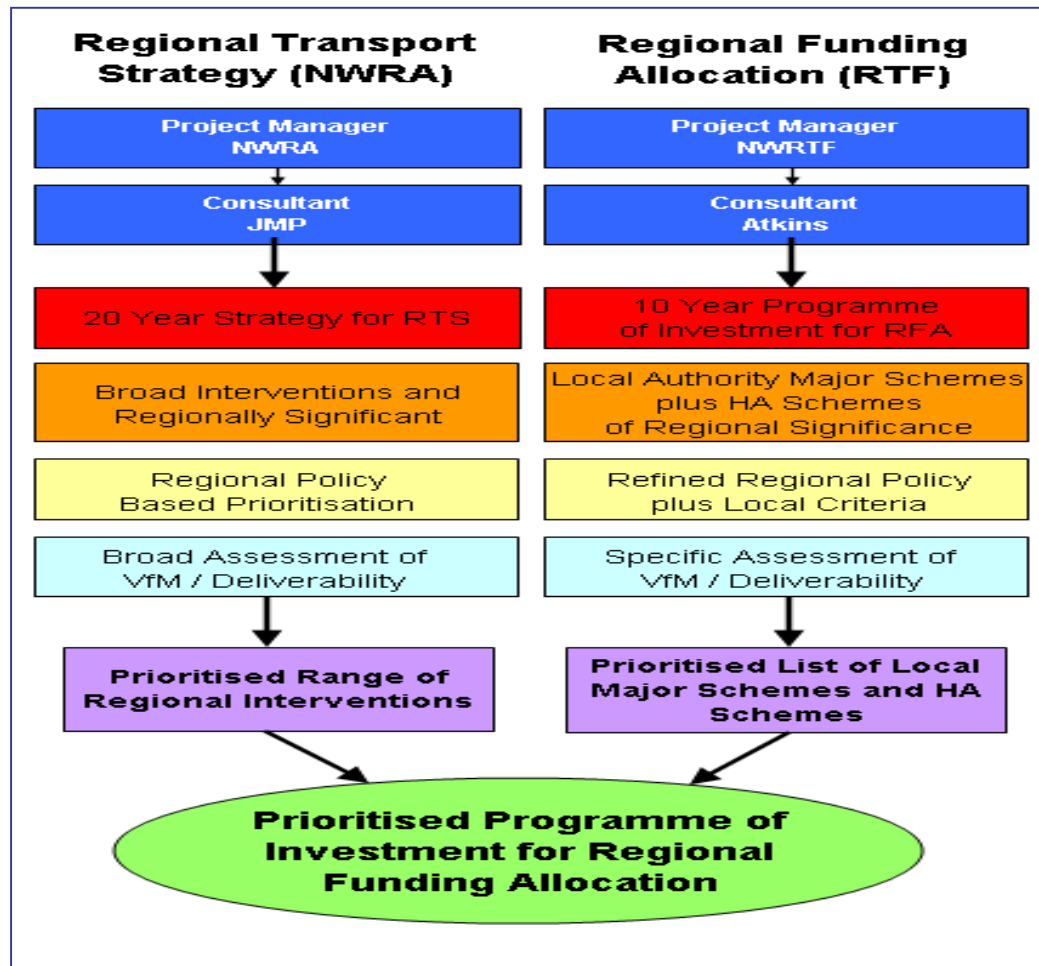 Regional Transport
Strategy (NWRA)
Project Manager
NWRA
Consultant
JMP
20 Year Strategy for RTS
Broad Interventions and
Regionally Significant
Regional Policy
Based Prioritisation
Broad Assessment of
VfM / Deliverability
Prioritised Range of
Regional Interventions
Regional Funding
Allocation (RTF)
Project Manager
NWRTF
Consultant
Atkins
10 Year Programme
of Investment for RFA
Local Authority Major Schemes
plus HA Schemes
of Regional Significance
Refined Regional Policy
plus Local Criteria
Specific Assessment of
VfM / Deliverability
Prioritised List of Local
Major Schemes and HA
Schemes
Prioritised Programme of
Investment for Regional
Funding Allocation